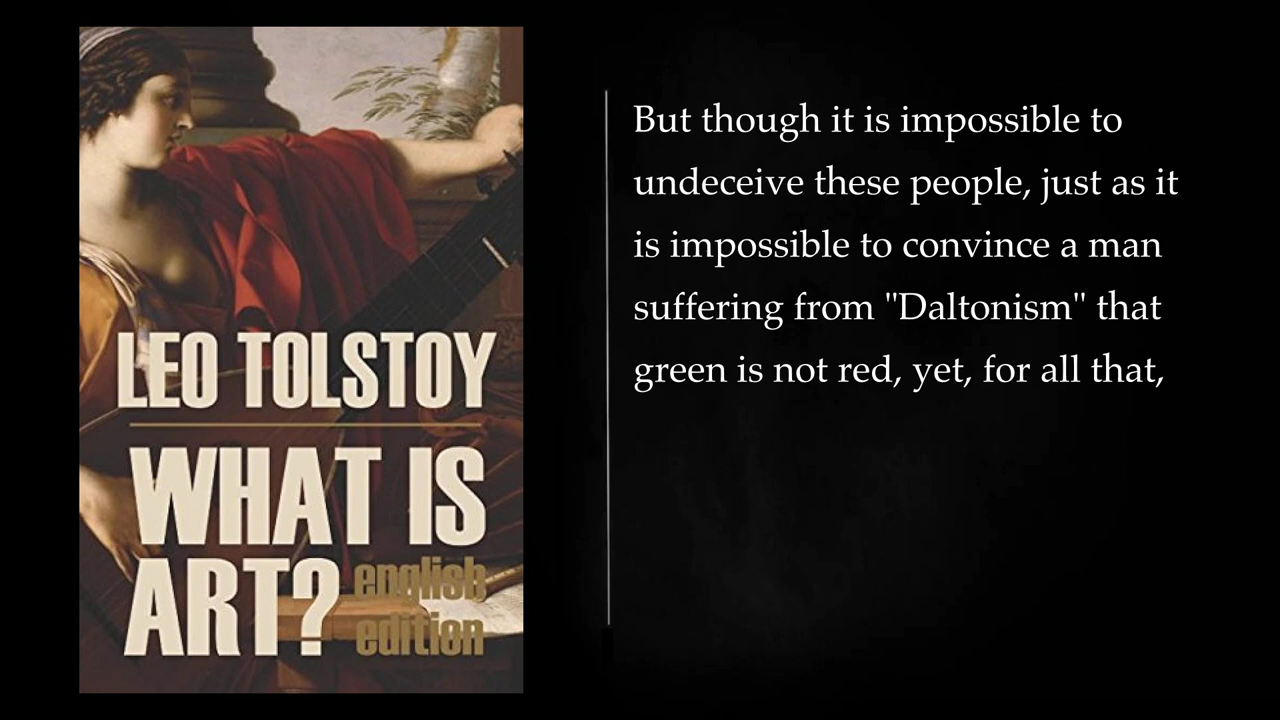 LEO TOLSTOY
WHAT IS
ART?
english
edition
But though it is impossible to
undeceive these people, just as it
is impossible to convince a man
suffering from "Daltonism" that
green is not red, yet, for all that,